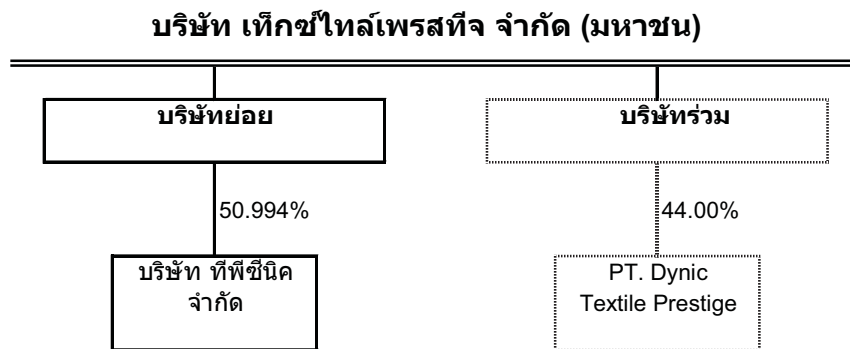 บริษัท เท็กซ์ไทล์เพรสทีจ จำกัด (มหาชน)
บริษัทย่อย
บริษัทร่วม
50.994%
44.00%
บริษัท ทีพีซีนิค
จำกัด
PT. Dynic
Textile Prestige